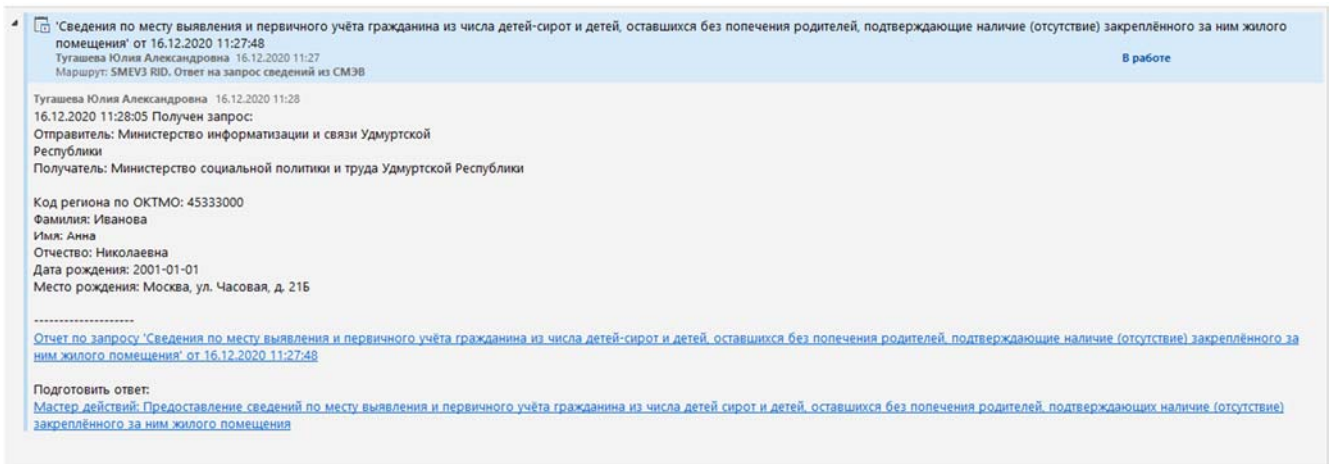 'Сведения по месту выявления и первичного учёта гражданина из числа детей-сирот и детей, оставшихся без попечения родителей, подтверждающие наличие (отсутствие) закреплённого за ним жилого
помещения' от 16.12.2020 11:27:48
Тугашева Юлия Александровна 16.12.2020 11:27
В работе
Маршрут: SMEV3 RID. Ответ на запрос сведений из СМЭВ
Тугашева Юлия Александровна 16.12.2020 11:28
16.12.2020 11:28:05 Получен запрос:
Отправитель: Министерство информатизации и связи Удмуртской
Республики
Получатель: Министерство социальной политики и труда Удмуртской Республики
Код региона по ОКТМО: 45333000
Фамилия: Иванова
Имя: Анна
Отчество: Николаевна
Дата рождения: 2001-01-01
Место рождения: Москва, ул. Часовая, д. 21Б
--------------------
Отчет по запросу 'Сведения по месту выявления и первичного учёта гражданина из числа детей-сирот и детей, оставшихся без попечения родителей, подтверждающие наличие (отсутствие) закреплённого за
ним жилого помещения' от 16.12.2020 11:27:48
Подготовить ответ:
Мастер действий: Предоставление сведений по месту выявления и первичного учёта гражданина из числа детей сирот и детей, оставшихся без попечения родителей, подтверждающих наличие (отсутствие)
закреплённого за ним жилого помещения